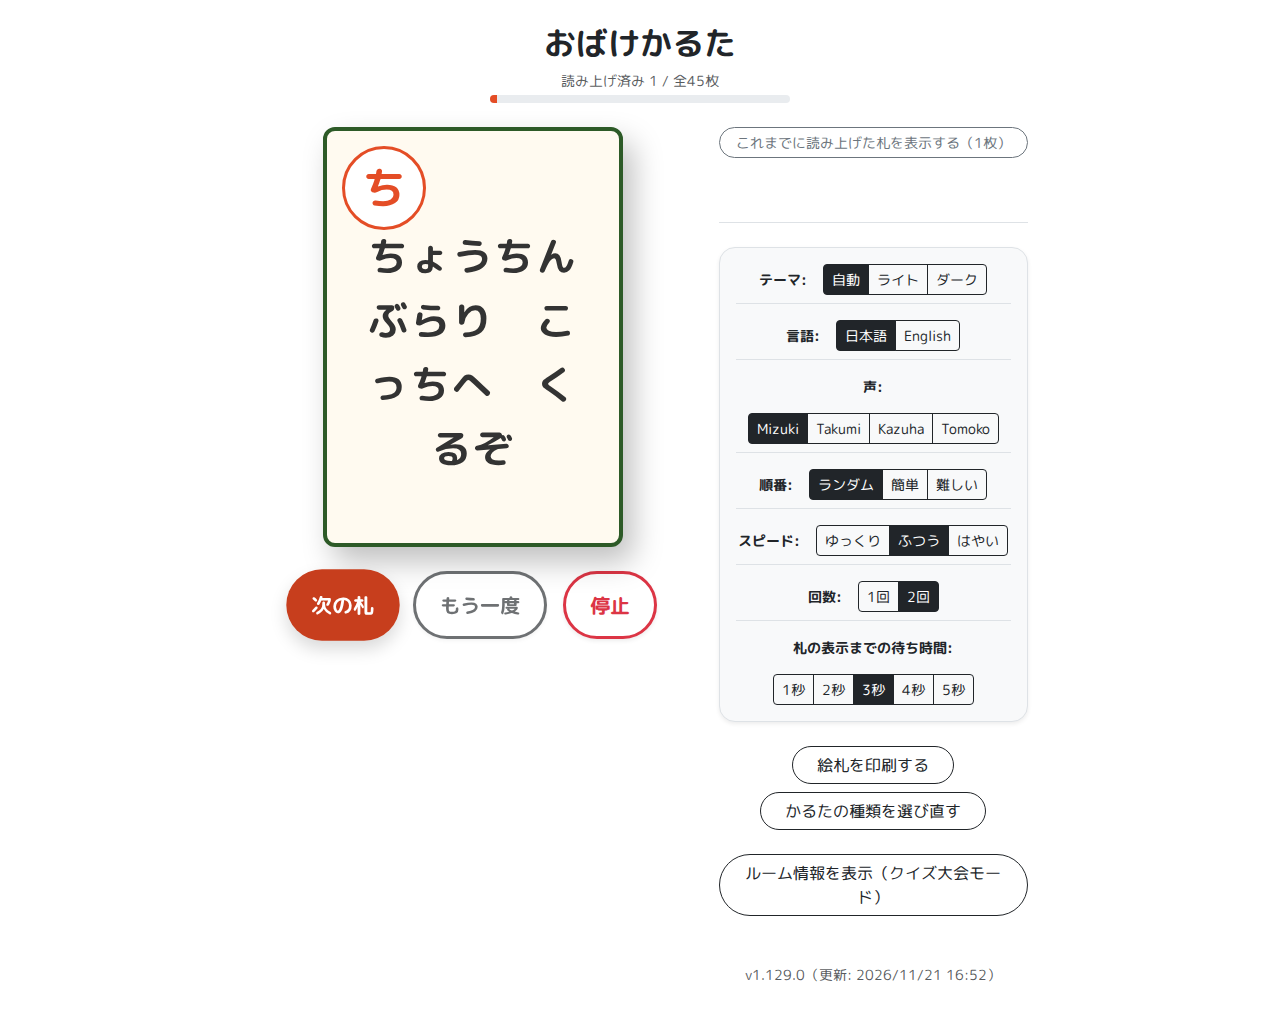 おばけかるた
読み上げ済み 1 / 全45枚
ち
ちょうちん
ぶらり　こ
っちへ　く
るぞ
次の札
もう一度
停止
これまでに読み上げた札を表示する（1枚）
テーマ: 自動 ライト ダーク
言語: 日本語 English
声:
Mizuki Takumi Kazuha Tomoko
順番: ランダム 簡単 難しい
スピード: ゆっくり ふつう はやい
回数: 1回 2回
札の表示までの待ち時間:
1秒 2秒 3秒 4秒 5秒
絵札を印刷する
かるたの種類を選び直す
ルーム情報を表示（クイズ大会モー
ド）
v1.129.0（更新: 2026/11/21 16:52）